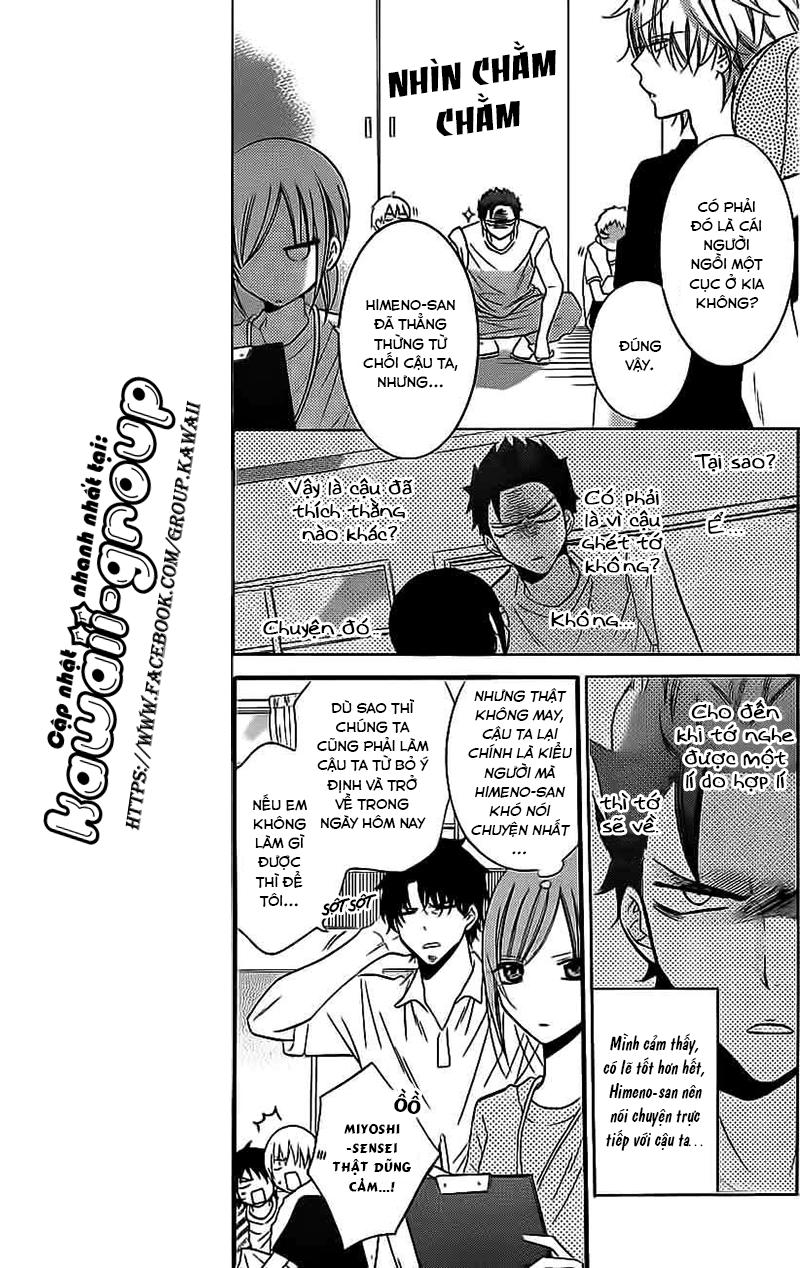 NHÌN CHẰM
CHẰM
CÓ PHẢI
ĐÓ LÀ CÁI
NGƯỜI
NGỒI MỘT
CỤC Ở KIA
KHÔNG?
ĐÚNG
VẬY.
HIMENO-SAN
ĐÃ THẲNG
THỪNG TỪ
CHỐI CẬU TA,
NHƯNG...
Tại sao?
Ể...
Có phải
là vì cậu
ghét tớ
không?
Không...
Vậy là cậu đã
thích thằng
nào khác?
Chuyện đó
Cho đến
khi tớ nghe
được một
lí do hợp lí
thì tớ
sẽ về
Mình cảm thấy,
có lẽ tốt hơn hết,
Himeno-san nên
nói chuyện trực
tiếp với cậu ta...
NHƯNG THẬT
KHÔNG MAY,
CẬU TA LẠI
CHÍNH LÀ KIỂU
NGƯỜI MÀ
HIMENO-SAN
KHÓ NÓI
CHUYỆN NHẤT
...
DÙ SAO THÌ
CHÚNG TA
CŨNG PHẢI LÀM
CẬU TA TỪ BỎ Ý
ĐỊNH VÀ TRỞ
VỀ TRONG
NGÀY HÔM NAY
NẾU EM
KHÔNG
LÀM GÌ
ĐƯỢC
THÌ ĐỂ
TÔI...
SỘT SỘT
ỒỒ
MIYOSHI
-SENSEI
THẬT DŨNG
CẢM...!
Cập nhật nhanh nhất tại:
kawaii-group
HTTPS://WWW.FACEBOOK.COM/GROUP.KAWAII